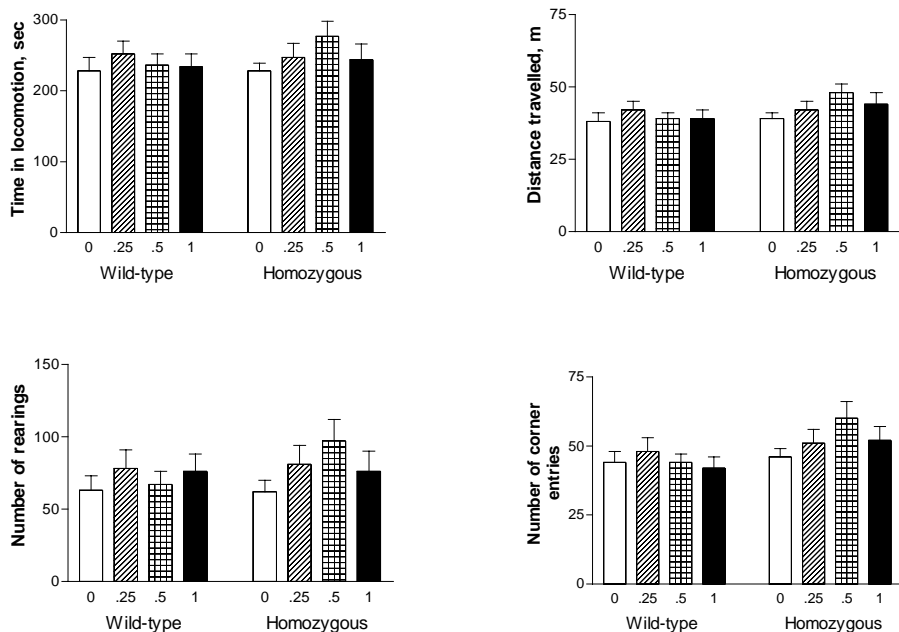 Time in locomotion, sec
300
200
100
0
0 .25 .5 1 0 .25 .5 1
Wild-type Homozygous
Distance travelled, m
75
50
25
0
0 .25 .5 1 0 .25 .5 1
Wild-type Homozygous
Number of rearings
150
100
50
0
0 .25 .5 1 0 .25 .5 1
Wild-type Homozygous
Number of corner
entries
75
50
25
0
0 .25 .5 1 0 .25 .5 1
Wild-type Homozygous